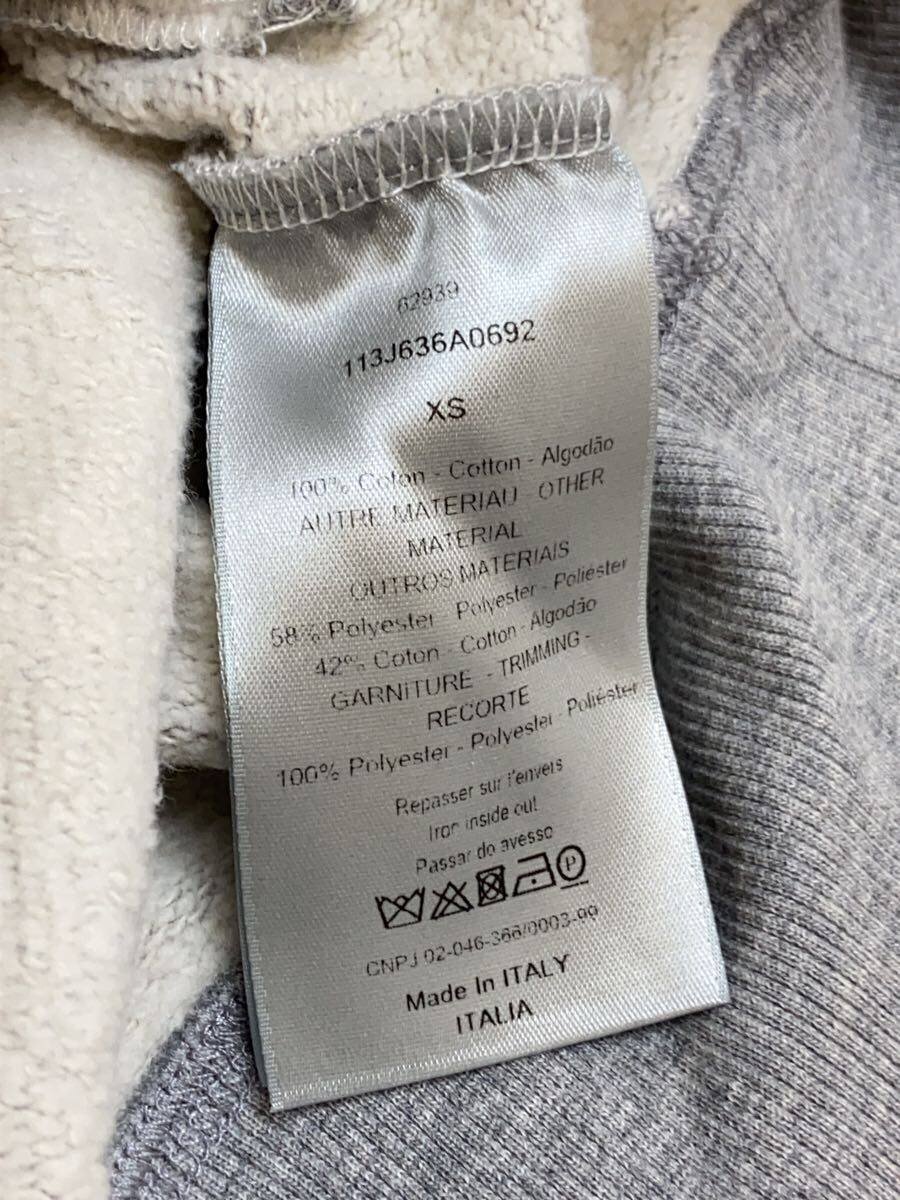 62939
113J636A0692
XS
100% Coton - Cotton - Algodão
AUTRE MATERIAU - OTHER
MATERIAL
OUTROS MATERIAIS
58% Polyester - Polyester - Poliéster
42% Coton - Cotton - Algodão
GARNITURE - TRIMMING -
RECORTE
100% Polyester - Polyester - Poliéster
Repasser sur l'envers
Iron inside out
Passar do avesso
P
CNPJ 02-046-366/0003-99
Made In ITALY
ITALIA